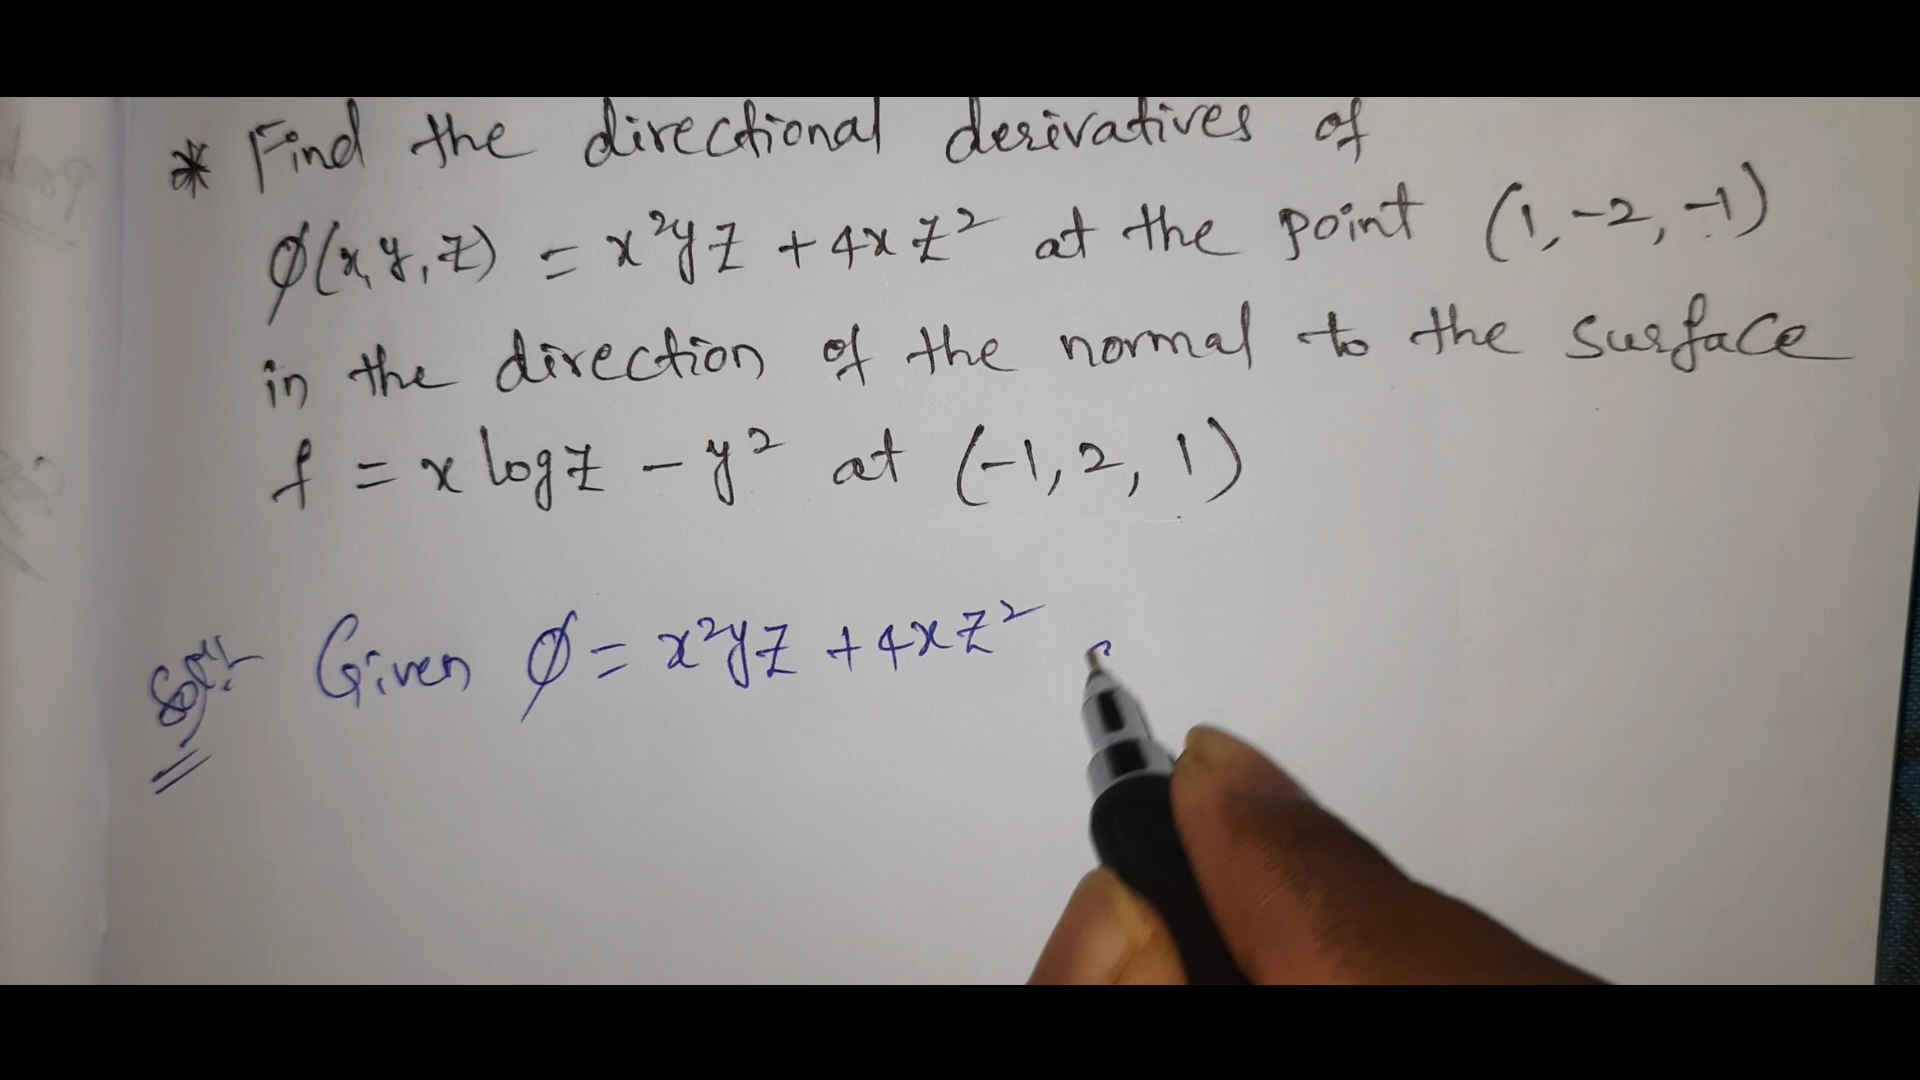 * Find the directional derivatives of
ϕ(x, y, z) = x²yz + 4xz² at the point (1, -2, -1)
in the direction of the normal to the surface
f = x log z - y² at (-1, 2, 1)
Sol:- Given ϕ = x²yz + 4xz²